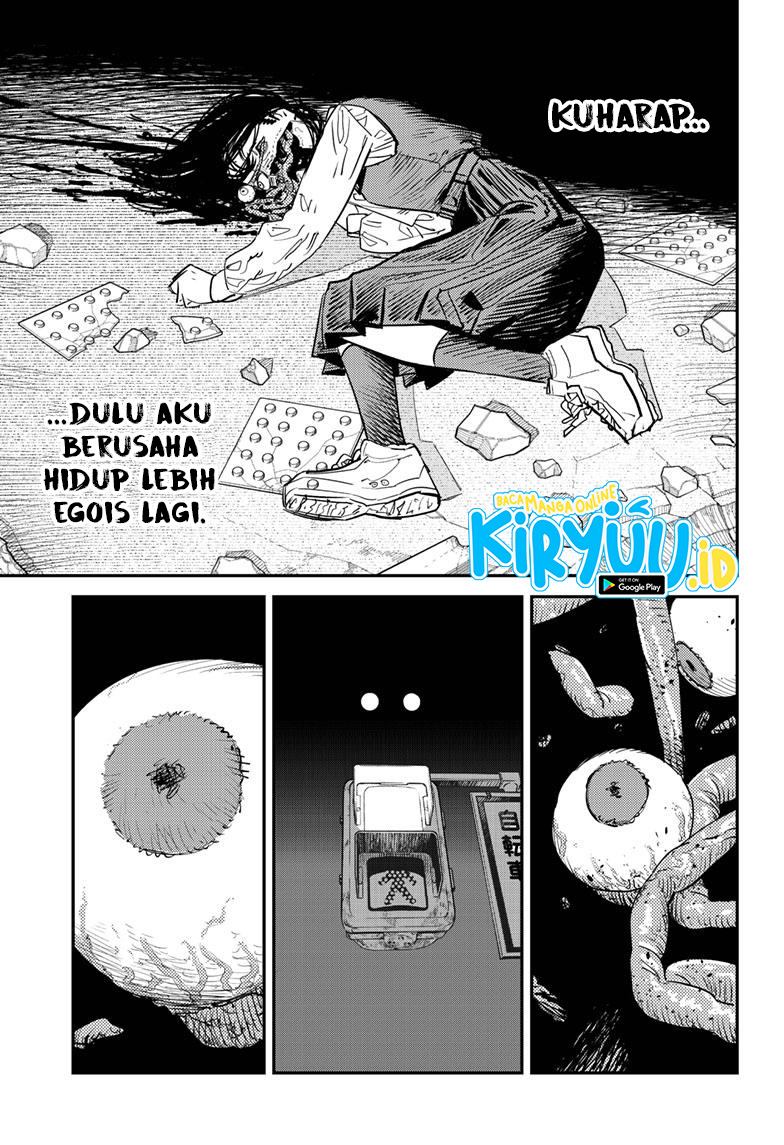 KUHARAP...
...DULU AKU
BERUSAHA
HIDUP LEBIH
EGOIS LAGI.
BACA MANGA ONLINE
KiRYUU.iD
GET IT ON
Google Play
自転車